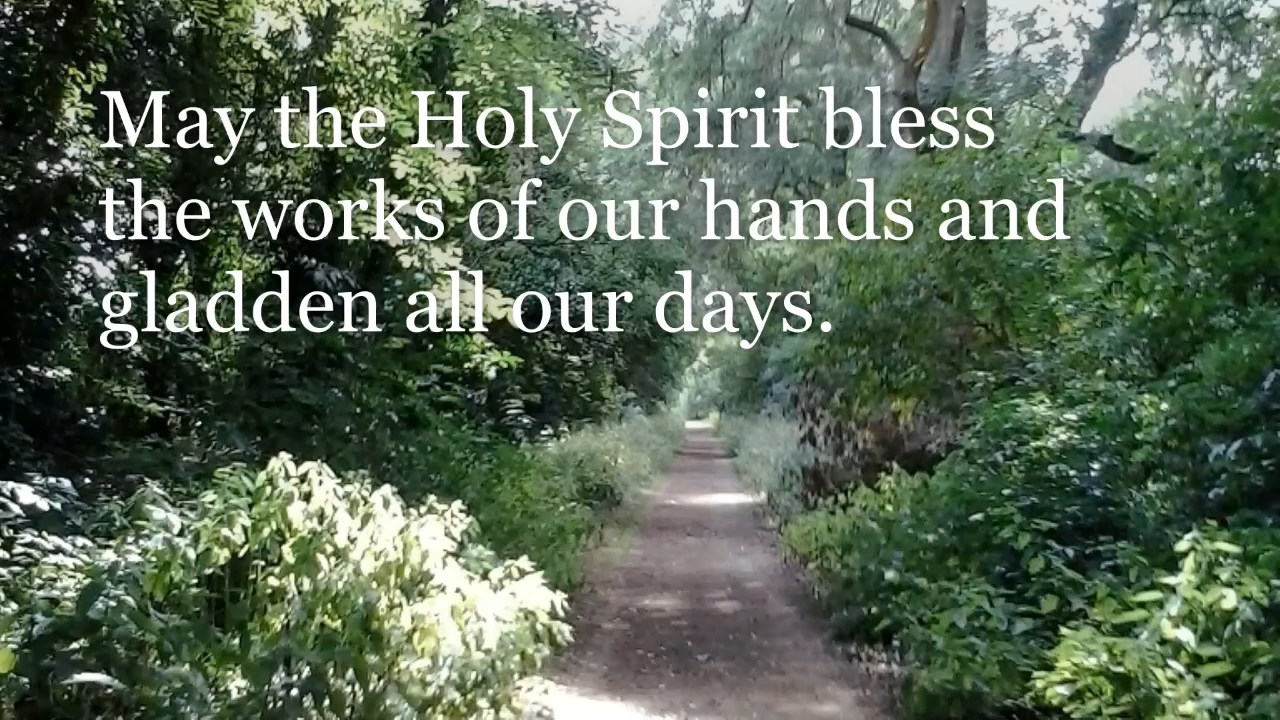 May the Holy Spirit bless
the works of our hands and
gladden all our days.